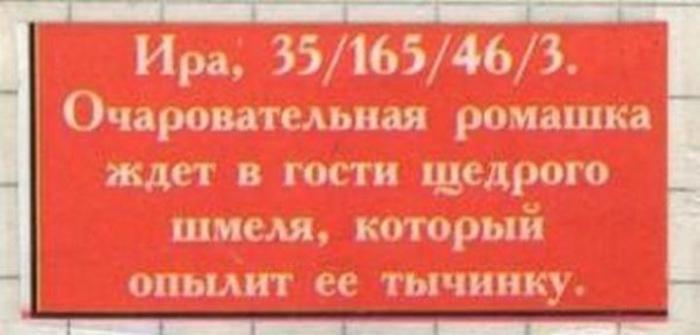 Ира, 35/165/46/3.
Очаровательная ромашка
ждет в гости щедрого
шмеля, который
опылит ее тычинку.